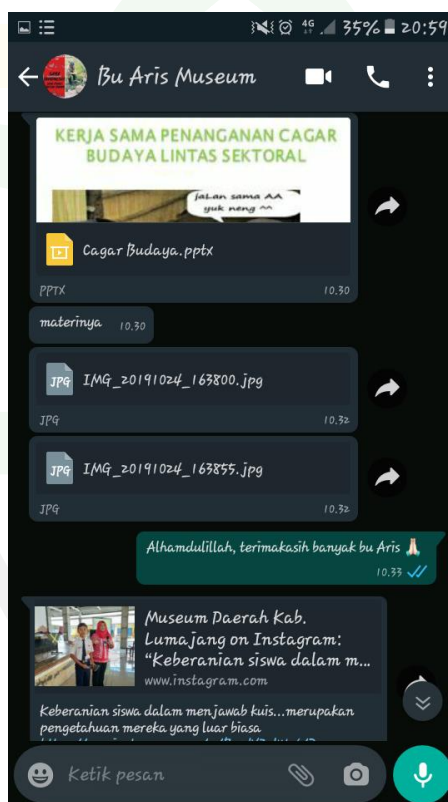 4G 35% 20:59
Bu Aris Museum
KERJA SAMA PENANGANAN CAGAR
BUDAYA LINTAS SEKTORAL
jaLan sama AA
yuk neng ^^
Cagar Budaya.pptx
PPTX 10.30
materinya 10.30
JPG IMG_20191024_163800.jpg
JPG 10.32
JPG IMG_20191024_163855.jpg
JPG 10.32
Alhamdulillah, terimakasih banyak bu Aris 🙏🏻
10.33
Museum Daerah Kab.
Lumajang on Instagram:
“Keberanian siswa dalam m...
www.instagram.com
Keberanian siswa dalam menjawab kuis...merupakan
pengetahuan mereka yang luar biasa
Ketik pesan